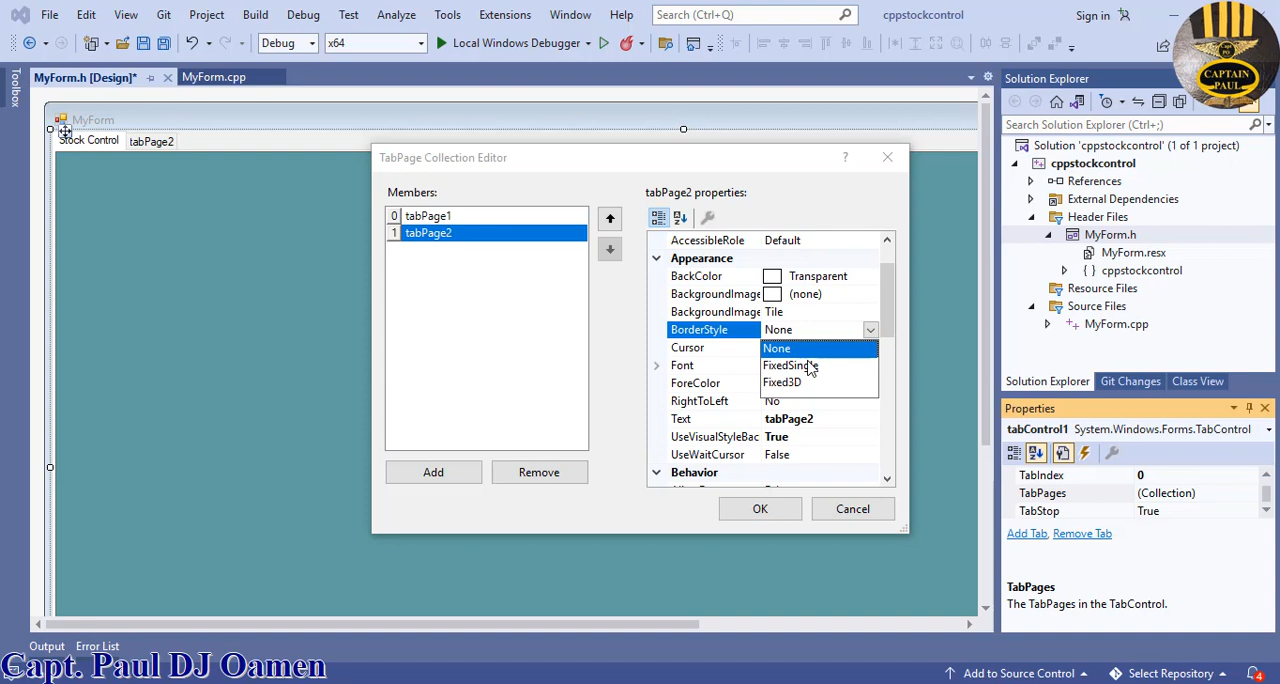 File Edit View Git Project Build Debug Test Analyze Tools Extensions Window Help Search (Ctrl+Q) cppstockcontrol Sign in
Debug x64 Local Windows Debugger
CAPTAIN
PAUL
Toolbox
MyForm.h [Design]* MyForm.cpp
MyForm
Stock Control tabPage2
TabPage Collection Editor ?
Members:
0 tabPage1
1 tabPage2
Add Remove
tabPage2 properties:
AccessibleRole Default
Appearance
BackColor Transparent
BackgroundImage (none)
BackgroundImage Tile
BorderStyle None
Cursor None
Font FixedSingle
ForeColor Fixed3D
RightToLeft No
Text tabPage2
UseVisualStyleBac True
UseWaitCursor False
Behavior
OK Cancel
Solution Explorer
Search Solution Explorer (Ctrl+;)
Solution 'cppstockcontrol' (1 of 1 project)
cppstockcontrol
References
External Dependencies
Header Files
MyForm.h
MyForm.resx
{ } cppstockcontrol
Resource Files
Source Files
MyForm.cpp
Solution Explorer Git Changes Class View
Properties
tabControl1 System.Windows.Forms.TabControl
TabIndex 0
TabPages (Collection)
TabStop True
Add Tab, Remove Tab
TabPages
The TabPages in the TabControl.
Output Error List
Capt. Paul DJ Oamen
Add to Source Control Select Repository 4